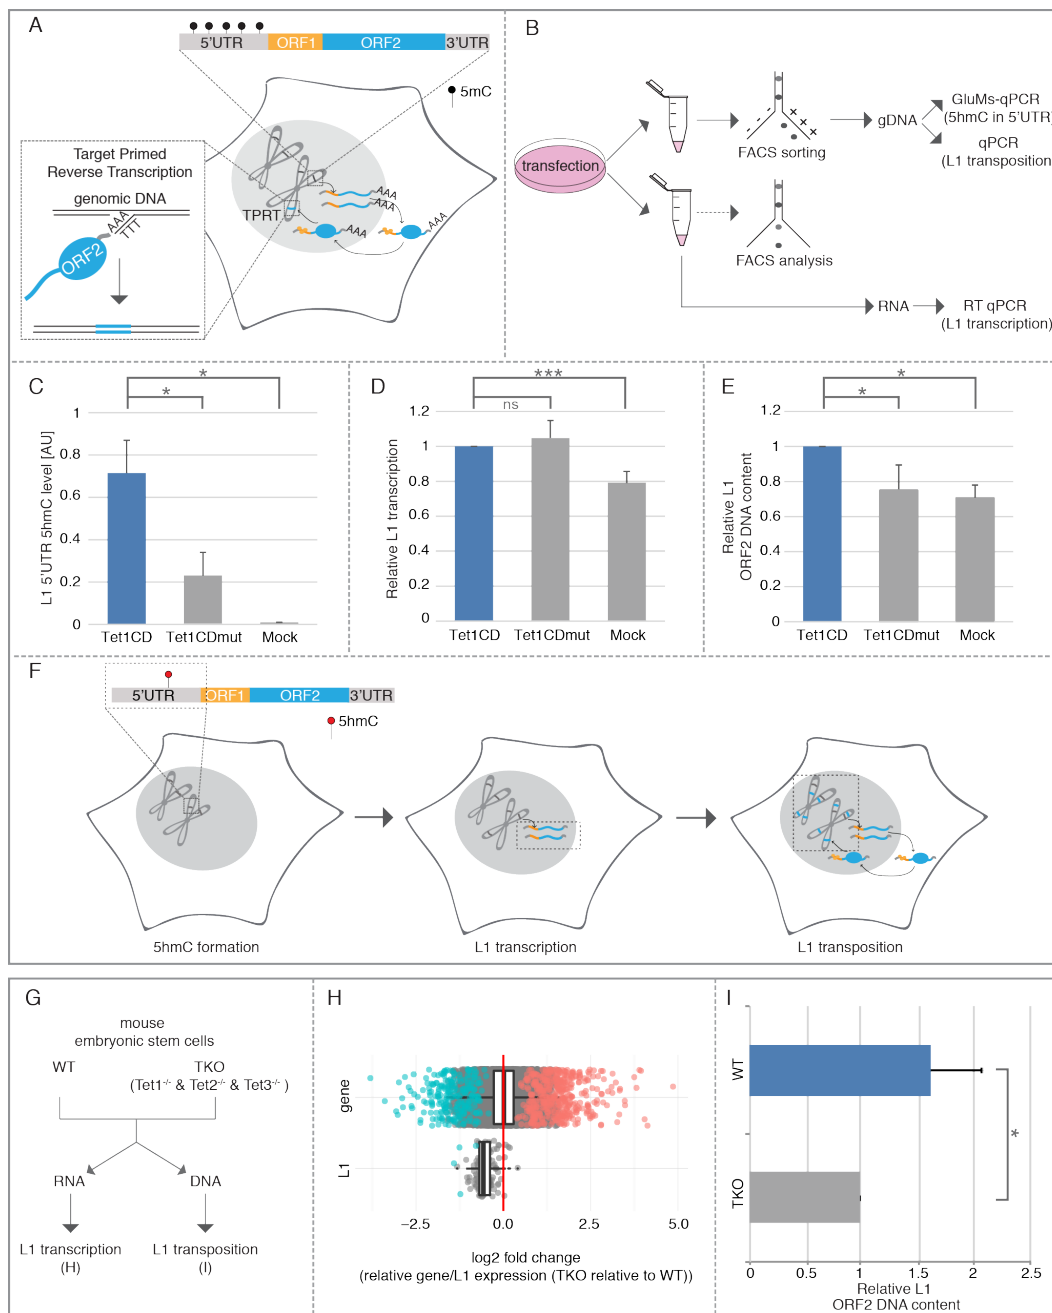 A
5'UTR ORF1 ORF2 3'UTR
5mC
Target Primed
Reverse Transcription
genomic DNA
AAA
TTT
ORF2
TPRT
AAA
AAA
AAA
AAA
B
transfection
FACS sorting
gDNA
GluMs-qPCR
(5hmC in 5'UTR)
qPCR
(L1 transposition)
FACS analysis
RNA
RT qPCR
(L1 transcription)
C
L1 5'UTR 5hmC level [AU]
1
0.8
0.6
0.4
0.2
0
*
*
Tet1CD Tet1CDmut Mock
D
Relative L1 transcription
1.2
1
0.8
0.6
0.4
0.2
0
***
ns
Tet1CD Tet1CDmut Mock
E
Relative L1
ORF2 DNA content
1.2
1
0.8
0.6
0.4
0.2
0
*
*
Tet1CD Tet1CDmut Mock
F
5'UTR ORF1 ORF2 3'UTR
5hmC
5hmC formation
L1 transcription
L1 transposition
G
mouse
embryonic stem cells
WT TKO
(Tet1-/- & Tet2-/- & Tet3-/-)
RNA DNA
L1 transcription
(H)
L1 transposition
(I)
H
gene
L1
-2.5 0.0 2.5 5.0
log2 fold change
(relative gene/L1 expression (TKO relative to WT))
I
WT
TKO
*
0 0.5 1 1.5 2 2.5
Relative L1
ORF2 DNA content